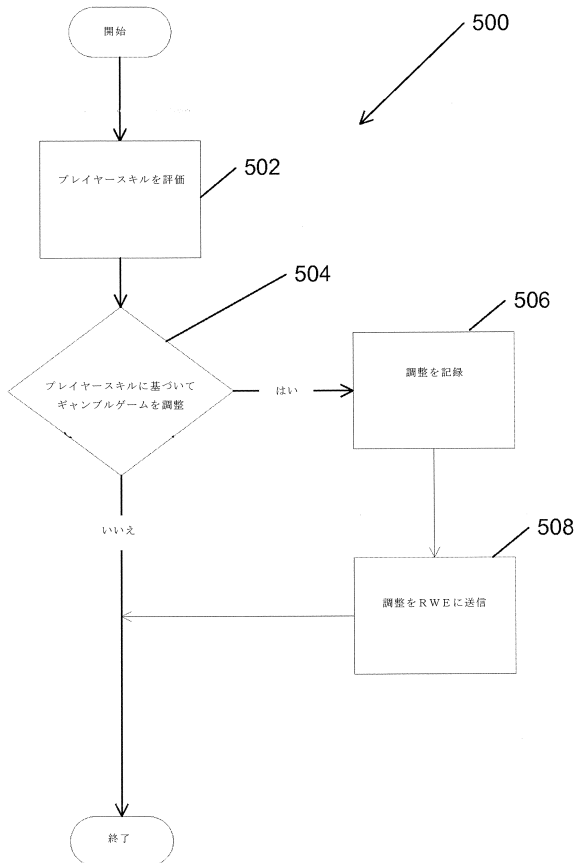 開始
500
プレイヤースキルを評価
502
504
プレイヤースキルに基づいて
ギャンブルゲームを調整
はい
506
調整を記録
いいえ
508
調整をRWEに送信
終了